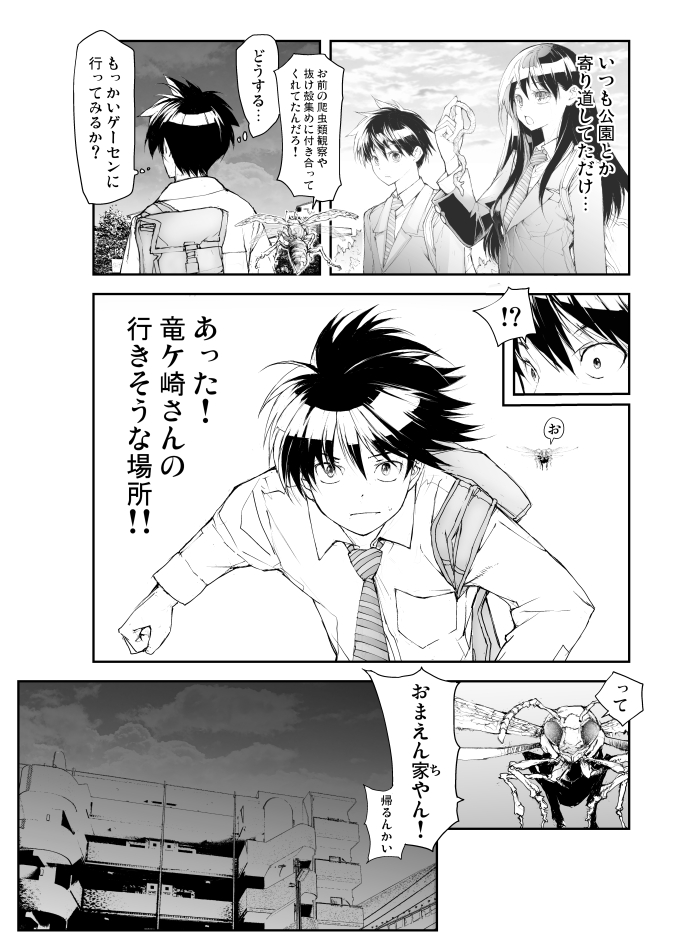 いつも公園とか
寄り道してただけ…
お前の爬虫類観察や
抜け殻集めに付き合って
くれてたんだろ！
どうする…
もっかいゲーセンに
行ってみるか？
!?
お
あった！
竜ケ崎さんの
行きそうな場所!!
って
おまえん家やん！
ち
帰るんかい